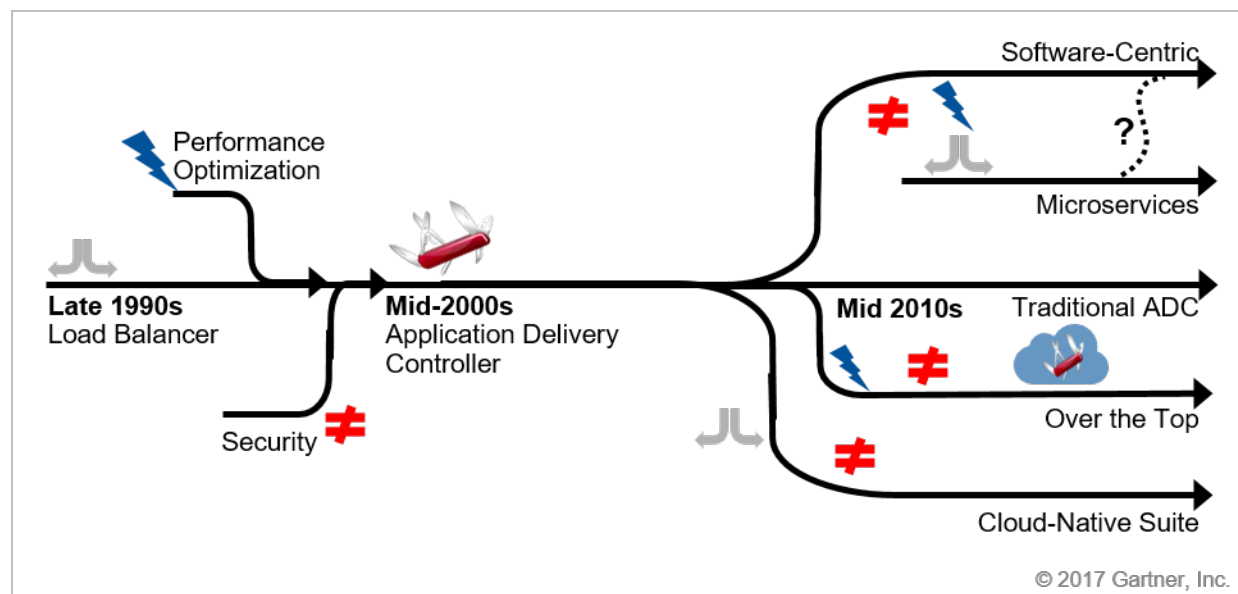 Software-Centric
Performance
Optimization
?
Microservices
Late 1990s
Load Balancer
Mid-2000s
Application Delivery
Controller
Mid 2010s
Traditional ADC
Security
Over the Top
Cloud-Native Suite
© 2017 Gartner, Inc.